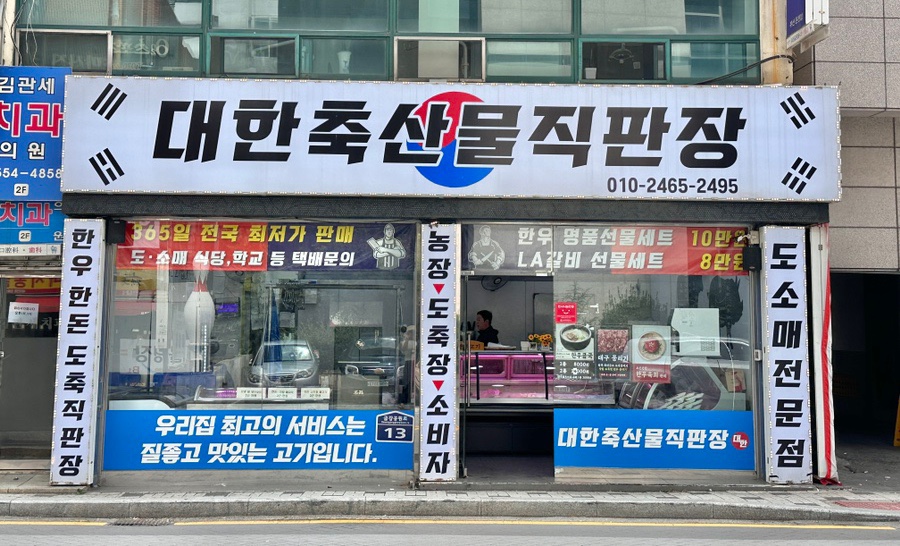 김관세
치과
의원
554-4858
2F
치과
2F
대한축산물직판장
010-2465-2495
한우한돈도축직판장
365일 전국 최저가 판매
도·소매 식당,학교 등 택배문의
농장▼도축장▼소비자
한우 명품선물세트 10만원
LA갈비 선물세트 8만원
도소매전문점
우리집 최고의 서비스는
질좋고 맛있는 고기입니다.
13
대한축산물직판장
대한